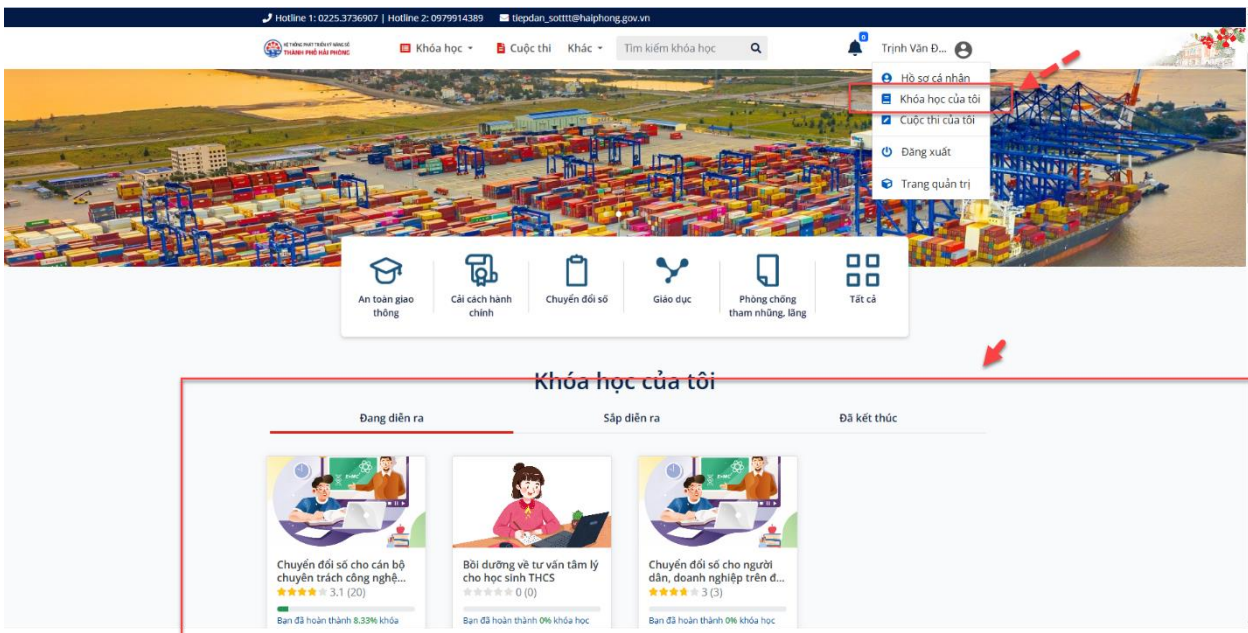 Hotline 1: 0225.3736907 | Hotline 2: 0979914389 tiepdan_sotttt@haiphong.gov.vn
HỆ THỐNG PHÁT TRIỂN KỸ NĂNG SỐ
THÀNH PHỐ HẢI PHÒNG
Khóa học Cuộc thi Khác Tìm kiếm khóa học 0 Trịnh Văn Đ...
Hồ sơ cá nhân
Khóa học của tôi
Cuộc thi của tôi
Đăng xuất
Trang quản trị
An toàn giao Cải cách hành Chuyển đổi số Giáo dục Phòng chống Tất cả
thông chính tham nhũng, lãng
Khóa học của tôi
Đang diễn ra Sắp diễn ra Đã kết thúc
Chuyển đổi số cho cán bộ Bồi dưỡng về tư vấn tâm lý Chuyển đổi số cho người
chuyên trách công nghệ... cho học sinh THCS dân, doanh nghiệp trên đ...
3.1 (20) 0 (0) 3 (3)
Bạn đã hoàn thành 8.33% khóa Bạn đã hoàn thành 0% khóa học Bạn đã hoàn thành 0% khóa học